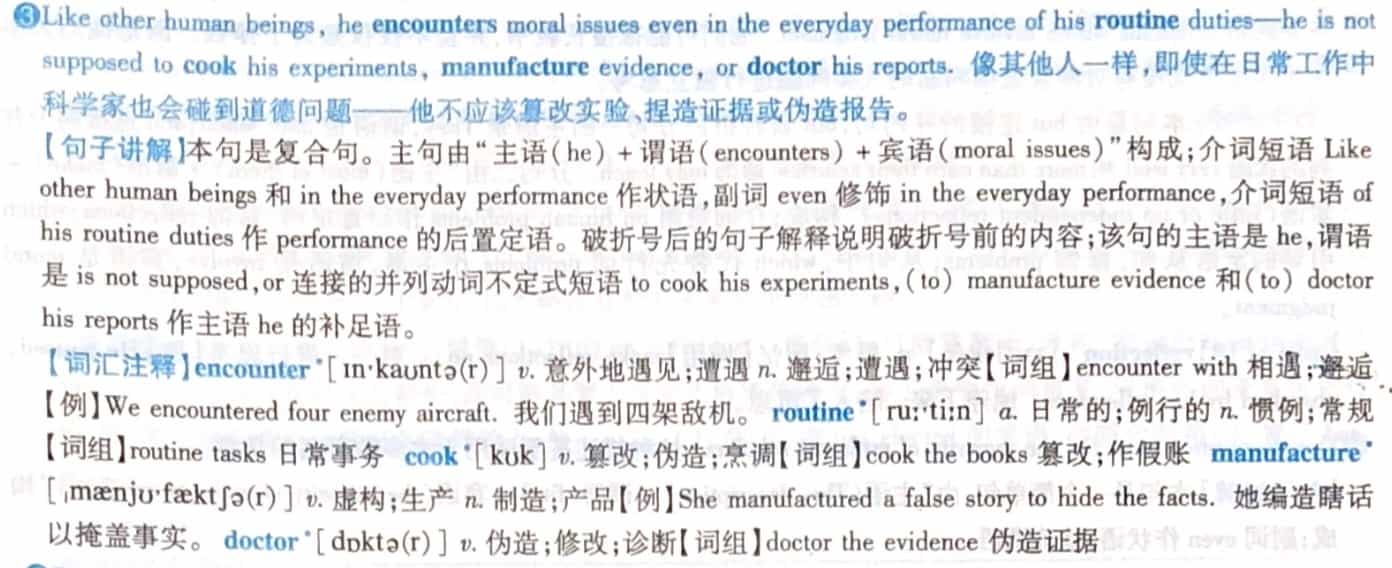 ③Like other human beings, he encounters moral issues even in the everyday performance of his routine duties—he is not
supposed to cook his experiments, manufacture evidence, or doctor his reports. 像其他人一样,即使在日常工作中
科学家也会碰到道德问题——他不应该篡改实验、捏造证据或伪造报告。
【句子讲解】本句是复合句。主句由“主语(he)+谓语(encounters)+宾语(moral issues)”构成;介词短语 Like
other human beings 和 in the everyday performance 作状语,副词 even 修饰 in the everyday performance,介词短语 of
his routine duties 作 performance 的后置定语。破折号后的句子解释说明破折号前的内容;该句的主语是 he,谓语
是 is not supposed,or 连接的并列动词不定式短语 to cook his experiments,(to) manufacture evidence 和(to) doctor
his reports 作主语 he 的补足语。
【词汇注释】encounter*[ɪn'kaʊntə(r)] v. 意外地遇见;遭遇 n. 邂逅;遭遇;冲突【词组】encounter with 相遇;邂逅
【例】We encountered four enemy aircraft. 我们遇到四架敌机。 routine*[ruːˈtiːn] a. 日常的;例行的 n. 惯例;常规
【词组】routine tasks 日常事务 cook*[kʊk] v. 篡改;伪造;烹调【词组】cook the books 篡改;作假账 manufacture*
[ˌmænjʊ'fæktʃə(r)] v. 虚构;生产 n. 制造;产品【例】She manufactured a false story to hide the facts. 她编造瞎话
以掩盖事实。 doctor*[dɒktə(r)] v. 伪造;修改;诊断【词组】doctor the evidence 伪造证据